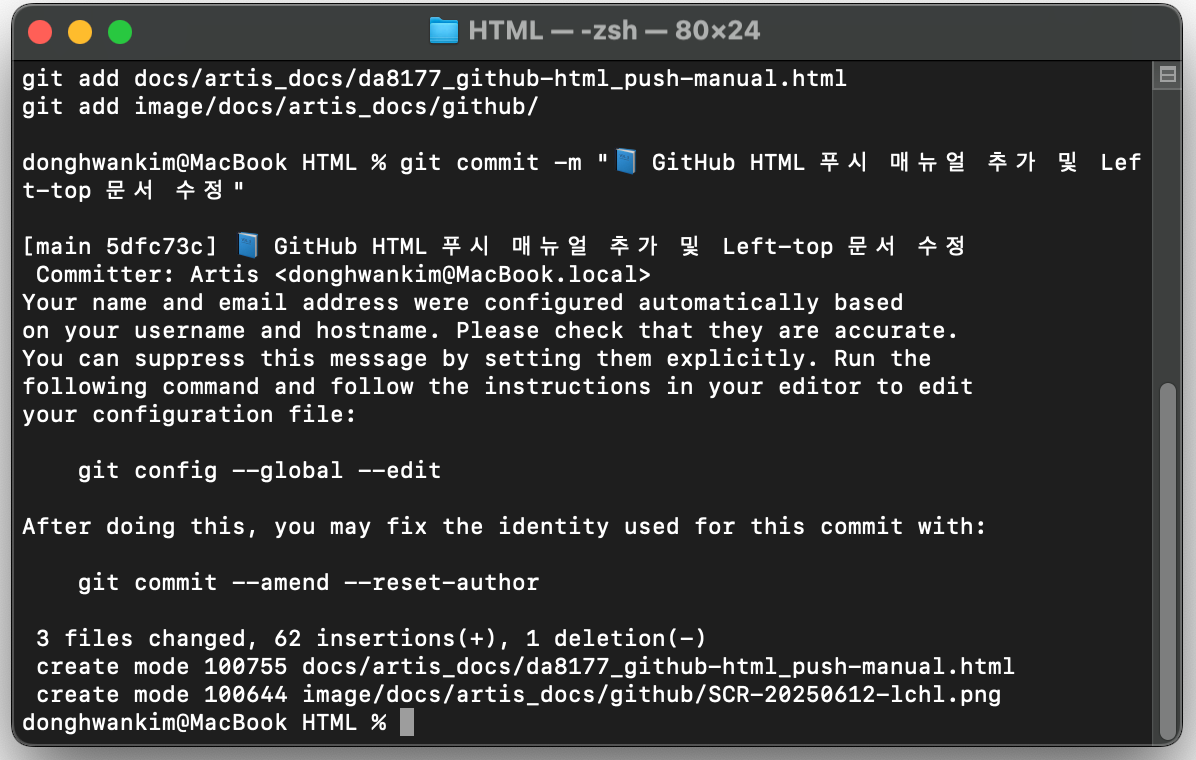 HTML — -zsh — 80×24
git add docs/artis_docs/da8177_github-html_push-manual.html
git add image/docs/artis_docs/github/
donghwankim@MacBook HTML % git commit -m "📘 GitHub HTML 푸시 매뉴얼 추가 및 Lef
t-top 문서 수정"
[main 5dfc73c] 📘 GitHub HTML 푸시 매뉴얼 추가 및 Left-top 문서 수정
Committer: Artis <donghwankim@MacBook.local>
Your name and email address were configured automatically based
on your username and hostname. Please check that they are accurate.
You can suppress this message by setting them explicitly. Run the
following command and follow the instructions in your editor to edit
your configuration file:
git config --global --edit
After doing this, you may fix the identity used for this commit with:
git commit --amend --reset-author
3 files changed, 62 insertions(+), 1 deletion(-)
create mode 100755 docs/artis_docs/da8177_github-html_push-manual.html
create mode 100644 image/docs/artis_docs/github/SCR-20250612-lchl.png
donghwankim@MacBook HTML %